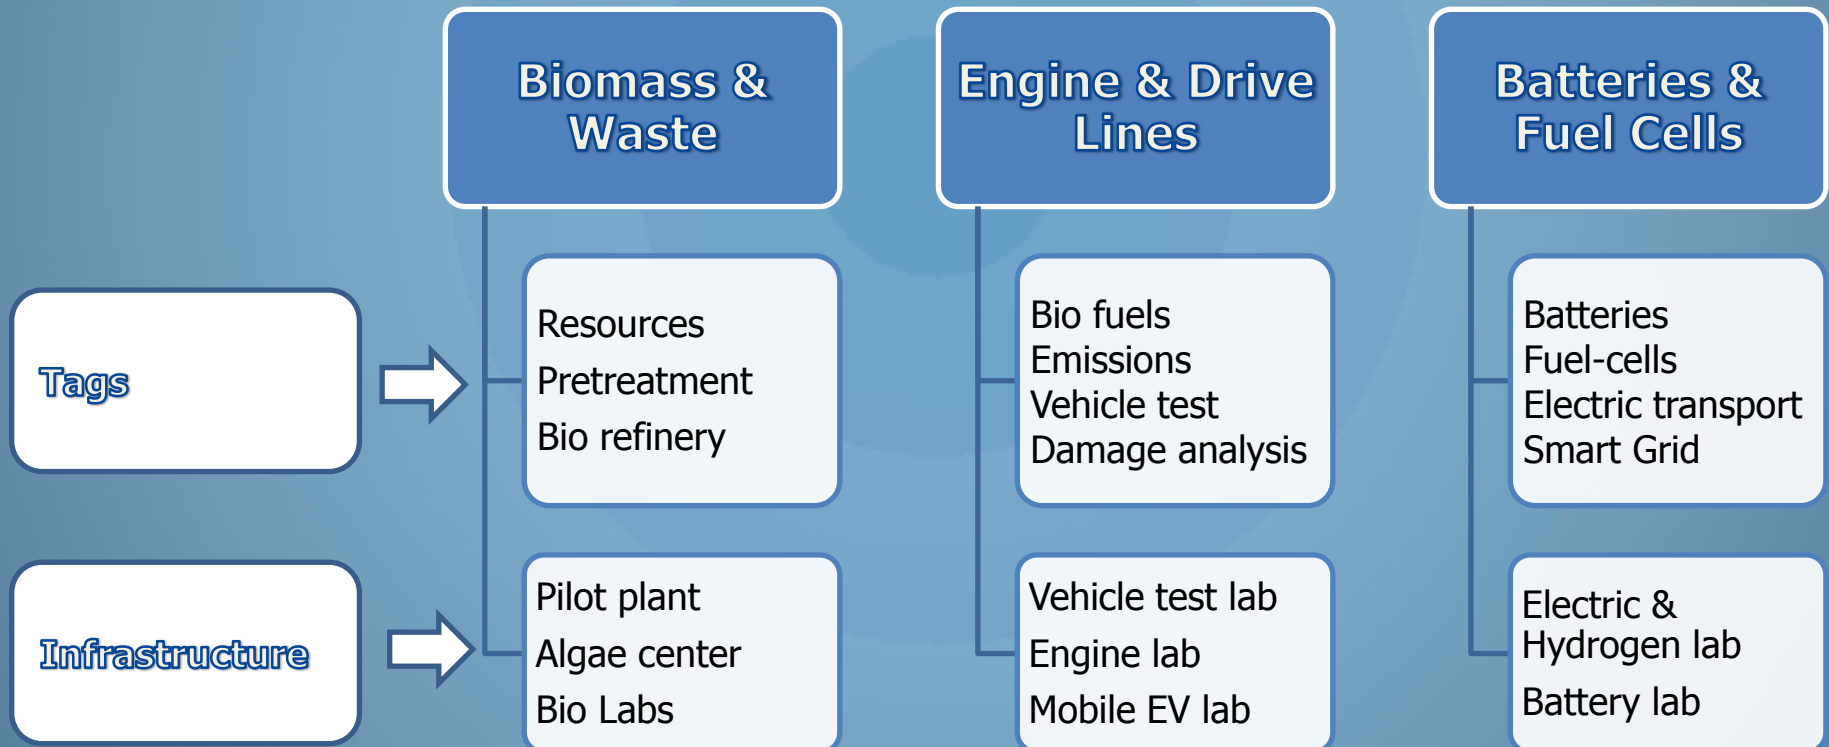 Biomass &
Waste
Engine & Drive
Lines
Batteries &
Fuel Cells
Tags
Resources
Pretreatment
Bio refinery
Bio fuels
Emissions
Vehicle test
Damage analysis
Batteries
Fuel-cells
Electric transport
Smart Grid
Infrastructure
Pilot plant
Algae center
Bio Labs
Vehicle test lab
Engine lab
Mobile EV lab
Electric &
Hydrogen lab
Battery lab